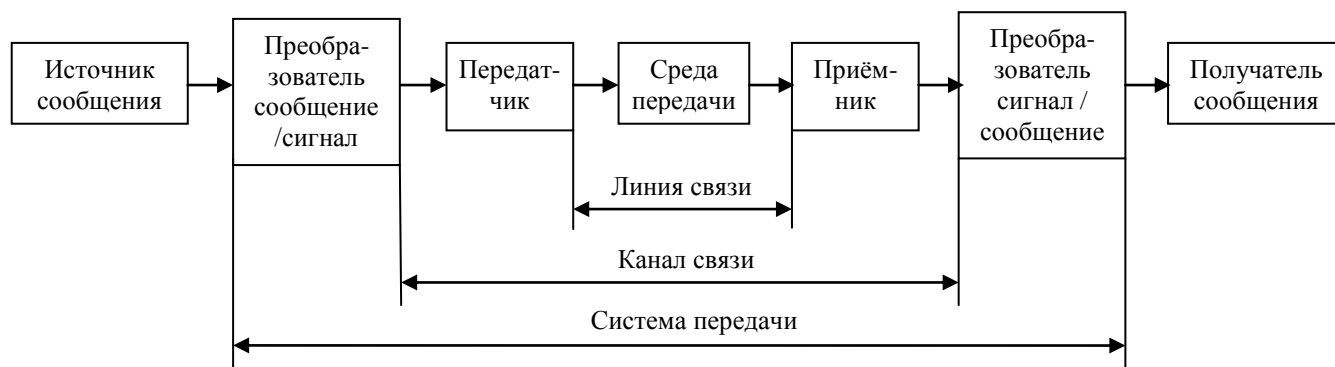 Источник
сообщения
Преобра-
зователь
сообщение
/сигнал
Передат-
чик
Среда
передачи
Приём-
ник
Преобра-
зователь
сигнал /
сообщение
Получатель
сообщения
Линия связи
Канал связи
Система передачи